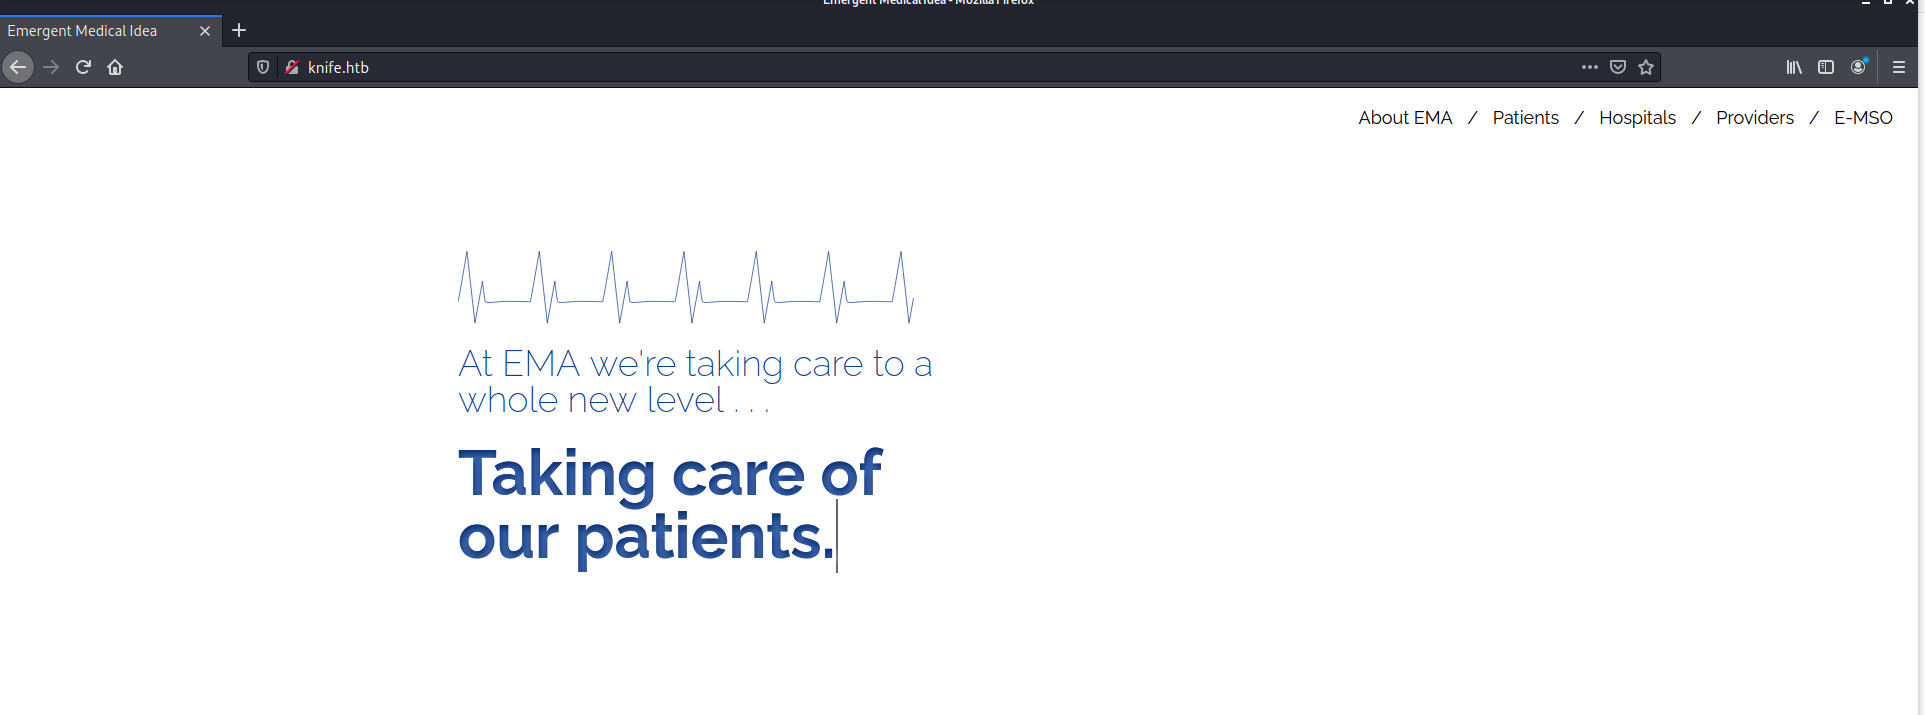 Emergent Medical Idea - Mozilla Firefox
Emergent Medical Idea
knife.htb
About EMA / Patients / Hospitals / Providers / E-MSO
At EMA we're taking care to a
whole new level . . .
Taking care of
our patients.